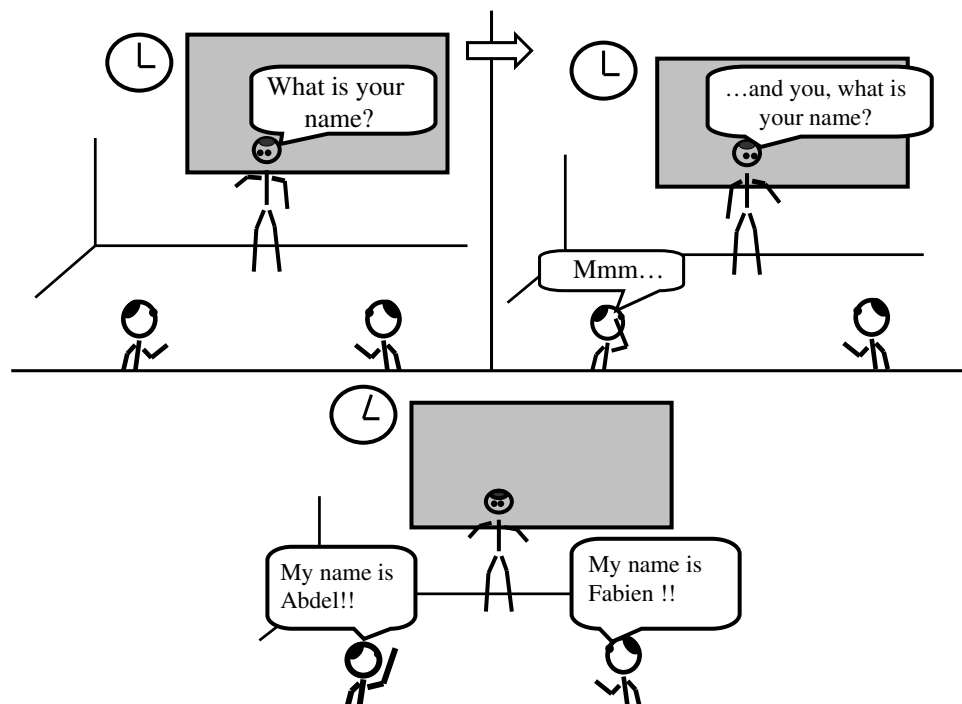 What is your
name?
…and you, what is
your name?
Mmm…
My name is
Abdel!!
My name is
Fabien !!